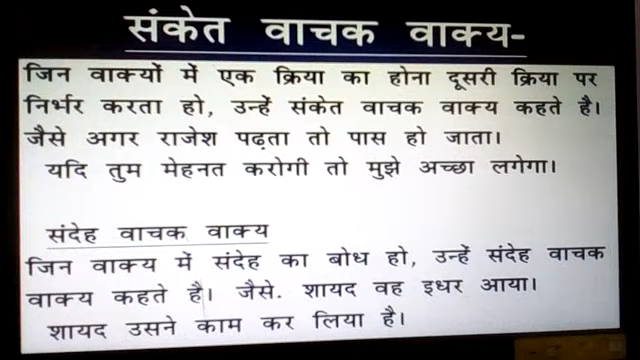 संकेत वाचक वाक्य-
जिन वाक्यों में एक क्रिया का होना दूसरी क्रिया पर
निर्भर करता हो, उन्हें संकेत वाचक वाक्य कहते है।
जैसे अगर राजेश पढ़ता तो पास हो जाता।
यदि तुम मेहनत करोगी तो मुझे अच्छा लगेगा।
संदेह वाचक वाक्य
जिन वाक्य में संदेह का बोध हो, उन्हें संदेह वाचक
वाक्य कहते है। जैसे. शायद वह इधर आया।
शायद उसने काम कर लिया है।